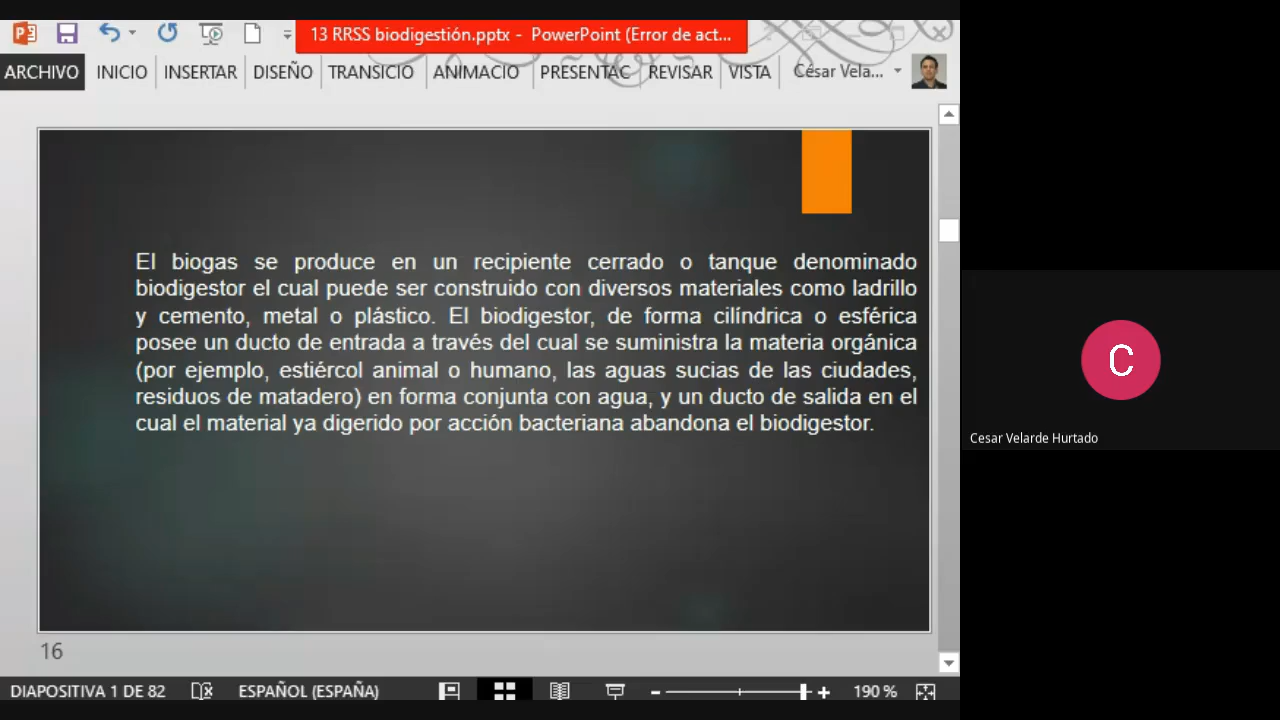 13 RRSS biodigestión.pptx - PowerPoint (Error de act...
ARCHIVO INICIO INSERTAR DISEÑO TRANSICIO ANIMACIO PRESENTAC REVISAR VISTA César Vela...
El biogas se produce en un recipiente cerrado o tanque denominado
biodigestor el cual puede ser construido con diversos materiales como ladrillo
y cemento, metal o plástico. El biodigestor, de forma cilíndrica o esférica
posee un ducto de entrada a través del cual se suministra la materia orgánica
(por ejemplo, estiércol animal o humano, las aguas sucias de las ciudades,
residuos de matadero) en forma conjunta con agua, y un ducto de salida en el
cual el material ya digerido por acción bacteriana abandona el biodigestor.
16
DIAPOSITIVA 1 DE 82 ESPAÑOL (ESPAÑA) 190 %
C
Cesar Velarde Hurtado